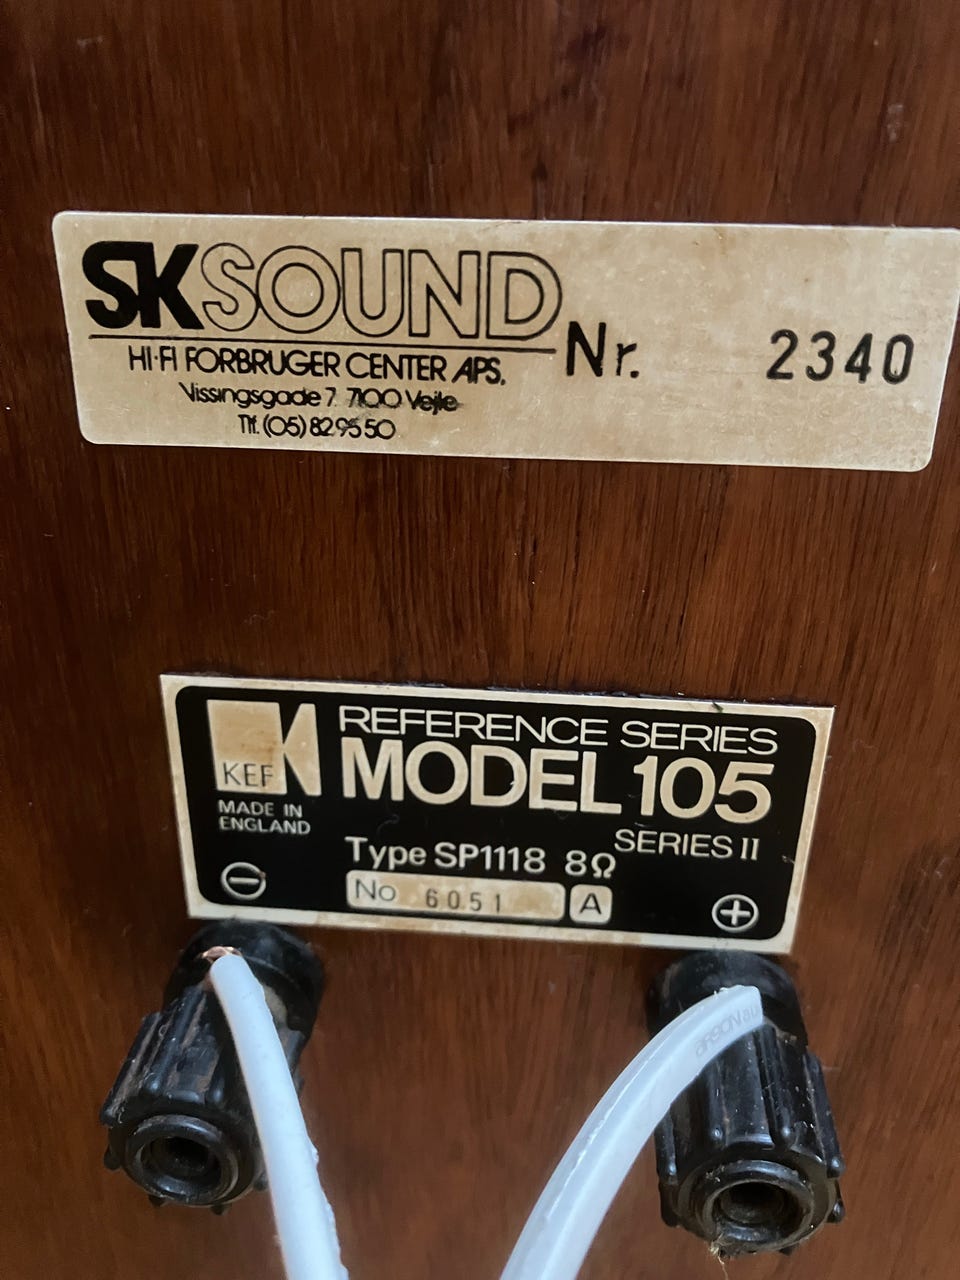 SKSOUND
HI-FI FORBRUGER CENTER APS.
Vissingsgade 7. 7100 Vejle
Tlf. (05) 82 95 50
Nr. 2340
KEF
MADE IN
ENGLAND
REFERENCE SERIES
MODEL 105
SERIES II
Type SP1118 8Ω
No 6051 A
- +